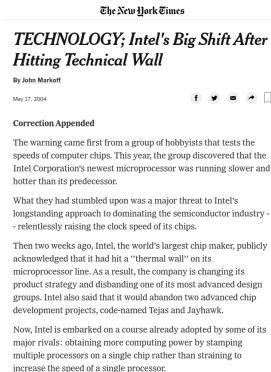 The New York Times
TECHNOLOGY; Intel's Big Shift After
Hitting Technical Wall
By John Markoff
May 17, 2004
Correction Appended
The warning came first from a group of hobbyists that tests the
speeds of computer chips. This year, the group discovered that the
Intel Corporation's newest microprocessor was running slower and
hotter than its predecessor.
What they had stumbled upon was a major threat to Intel's
longstanding approach to dominating the semiconductor industry -
- relentlessly raising the clock speed of its chips.
Then two weeks ago, Intel, the world's largest chip maker, publicly
acknowledged that it had hit a ''thermal wall'' on its
microprocessor line. As a result, the company is changing its
product strategy and disbanding one of its most advanced design
groups. Intel also said that it would abandon two advanced chip
development projects, code-named Tejas and Jayhawk.
Now, Intel is embarked on a course already adopted by some of its
major rivals: obtaining more computing power by stamping
multiple processors on a single chip rather than straining to
increase the speed of a single processor.